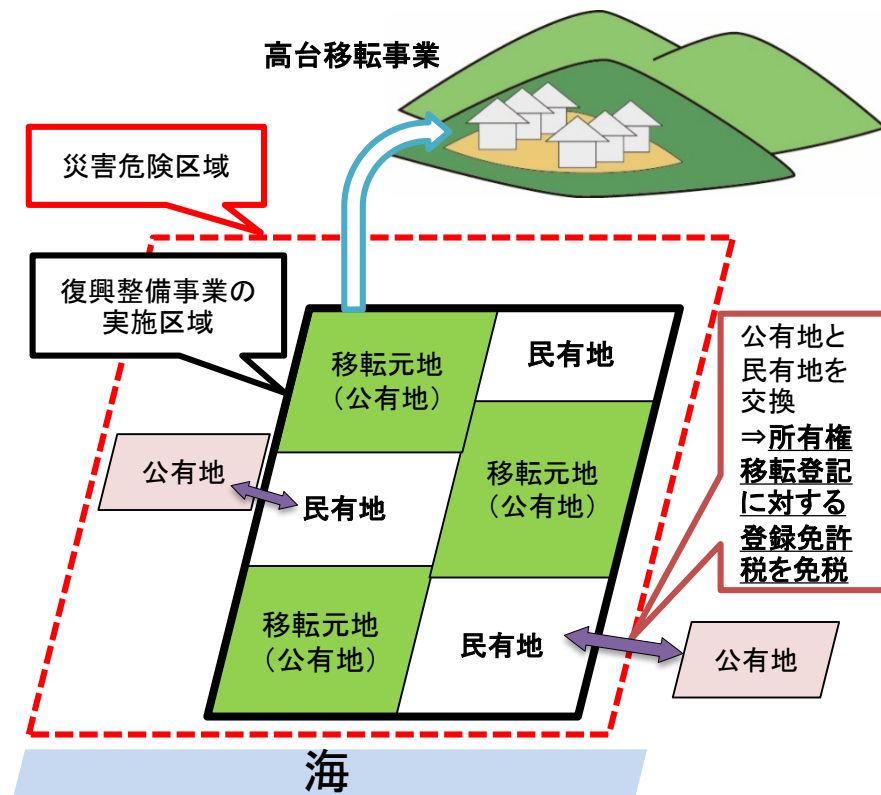 高台移転事業
災害危険区域
復興整備事業の
実施区域
移転元地
（公有地）
民有地
公有地と
民有地を
交換
⇒所有権
移転登記
に対する
登録免許
税を免税
公有地
民有地
移転元地
（公有地）
移転元地
（公有地）
民有地
公有地
海